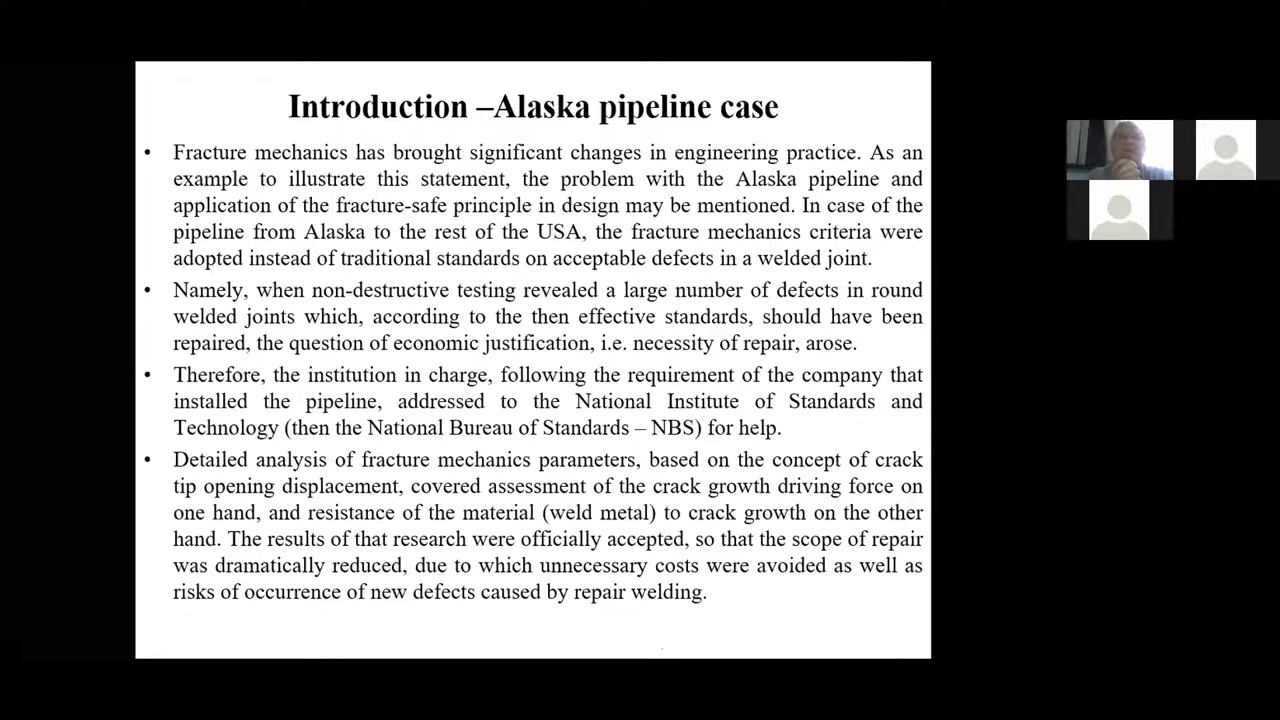 Introduction –Alaska pipeline case
• Fracture mechanics has brought significant changes in engineering practice. As an
example to illustrate this statement, the problem with the Alaska pipeline and
application of the fracture-safe principle in design may be mentioned. In case of the
pipeline from Alaska to the rest of the USA, the fracture mechanics criteria were
adopted instead of traditional standards on acceptable defects in a welded joint.
• Namely, when non-destructive testing revealed a large number of defects in round
welded joints which, according to the then effective standards, should have been
repaired, the question of economic justification, i.e. necessity of repair, arose.
• Therefore, the institution in charge, following the requirement of the company that
installed the pipeline, addressed to the National Institute of Standards and
Technology (then the National Bureau of Standards – NBS) for help.
• Detailed analysis of fracture mechanics parameters, based on the concept of crack
tip opening displacement, covered assessment of the crack growth driving force on
one hand, and resistance of the material (weld metal) to crack growth on the other
hand. The results of that research were officially accepted, so that the scope of repair
was dramatically reduced, due to which unnecessary costs were avoided as well as
risks of occurrence of new defects caused by repair welding.